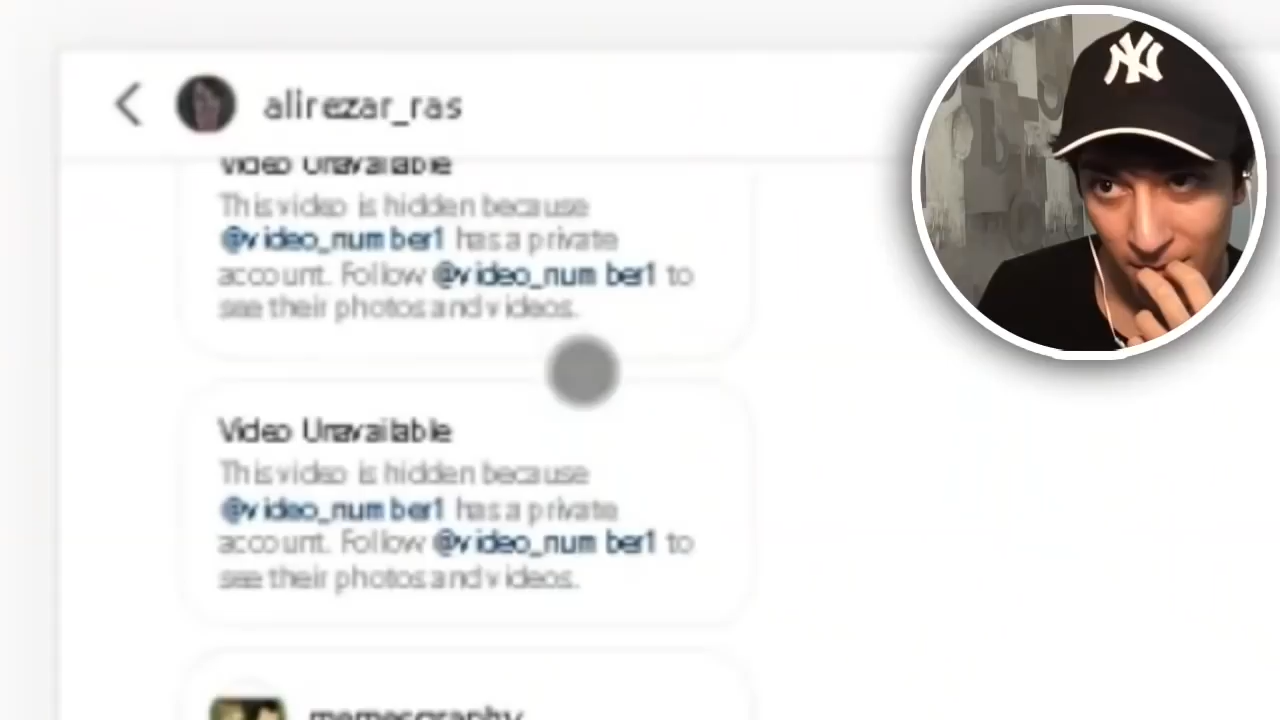 alirezar_ras
NY
Video Unavailable
This video is hidden because
@video_number1 has a private
account. Follow @video_number1 to
see their photos and videos.
Video Unavailable
This video is hidden because
@video_number1 has a private
account. Follow @video_number1 to
see their photos and videos.
memesgraphy